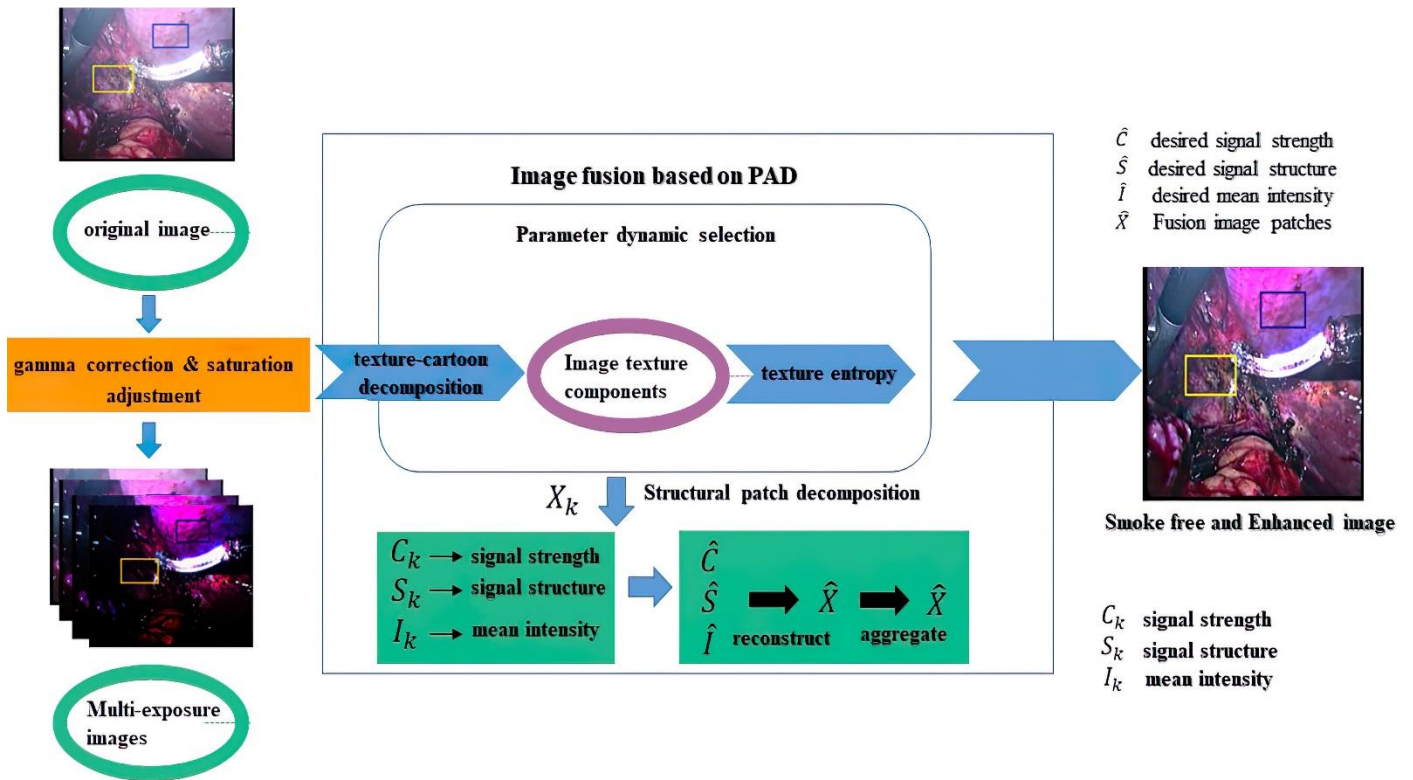 original image
gamma correction & saturation
adjustment
Multi-exposure
images
Image fusion based on PAD
Parameter dynamic selection
texture-cartoon
decomposition
Image texture
components
texture entropy
X_k
Structural patch decomposition
C_k → signal strength
S_k → signal structure
I_k → mean intensity
Ĉ
Ŝ X̂ X̂
Î reconstruct aggregate
Ĉ desired signal strength
Ŝ desired signal structure
Î desired mean intensity
X̂ Fusion image patches
Smoke free and Enhanced image
C_k signal strength
S_k signal structure
I_k mean intensity